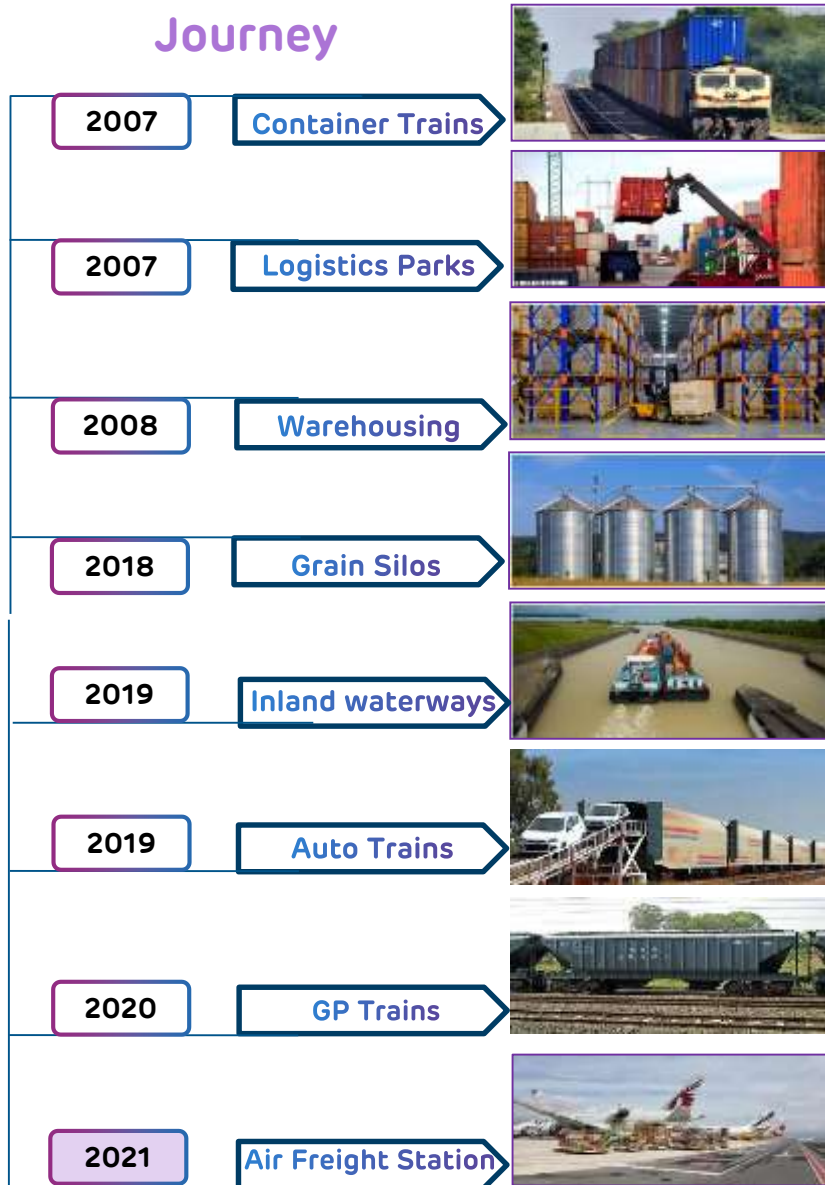 Journey
2007
Container Trains
2007
Logistics Parks
2008
Warehousing
2018
Grain Silos
2019
Inland waterways
2019
Auto Trains
2020
GP Trains
2021
Air Freight Station